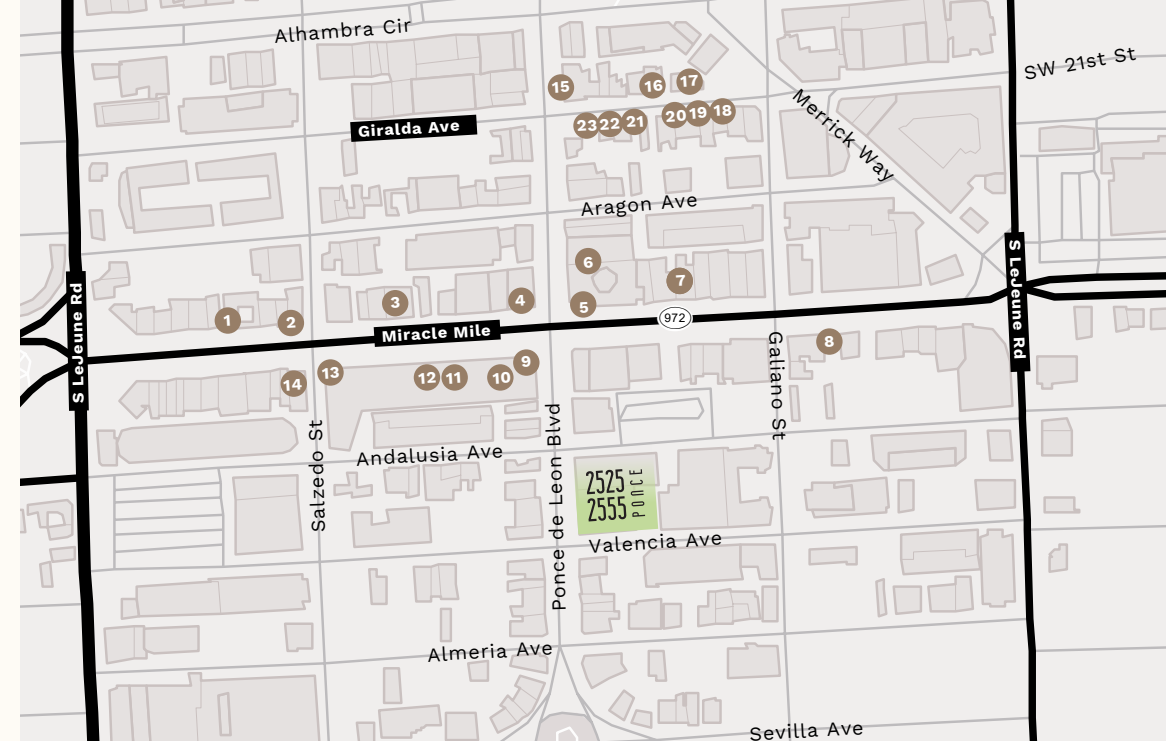 Alhambra Cir
SW 21st St
15
16
17
Merrick Way
Giralda Ave
23
22
21
20
19
18
Aragon Ave
6
7
S LeJeune Rd
S LeJeune Rd
1
2
3
4
5
972
Miracle Mile
8
Galiano St
14
13
12
11
10
9
Salzedo St
Andalusia Ave
Ponce de Leon Blvd
2525
2555
PONCE
Valencia Ave
Almeria Ave
Sevilla Ave